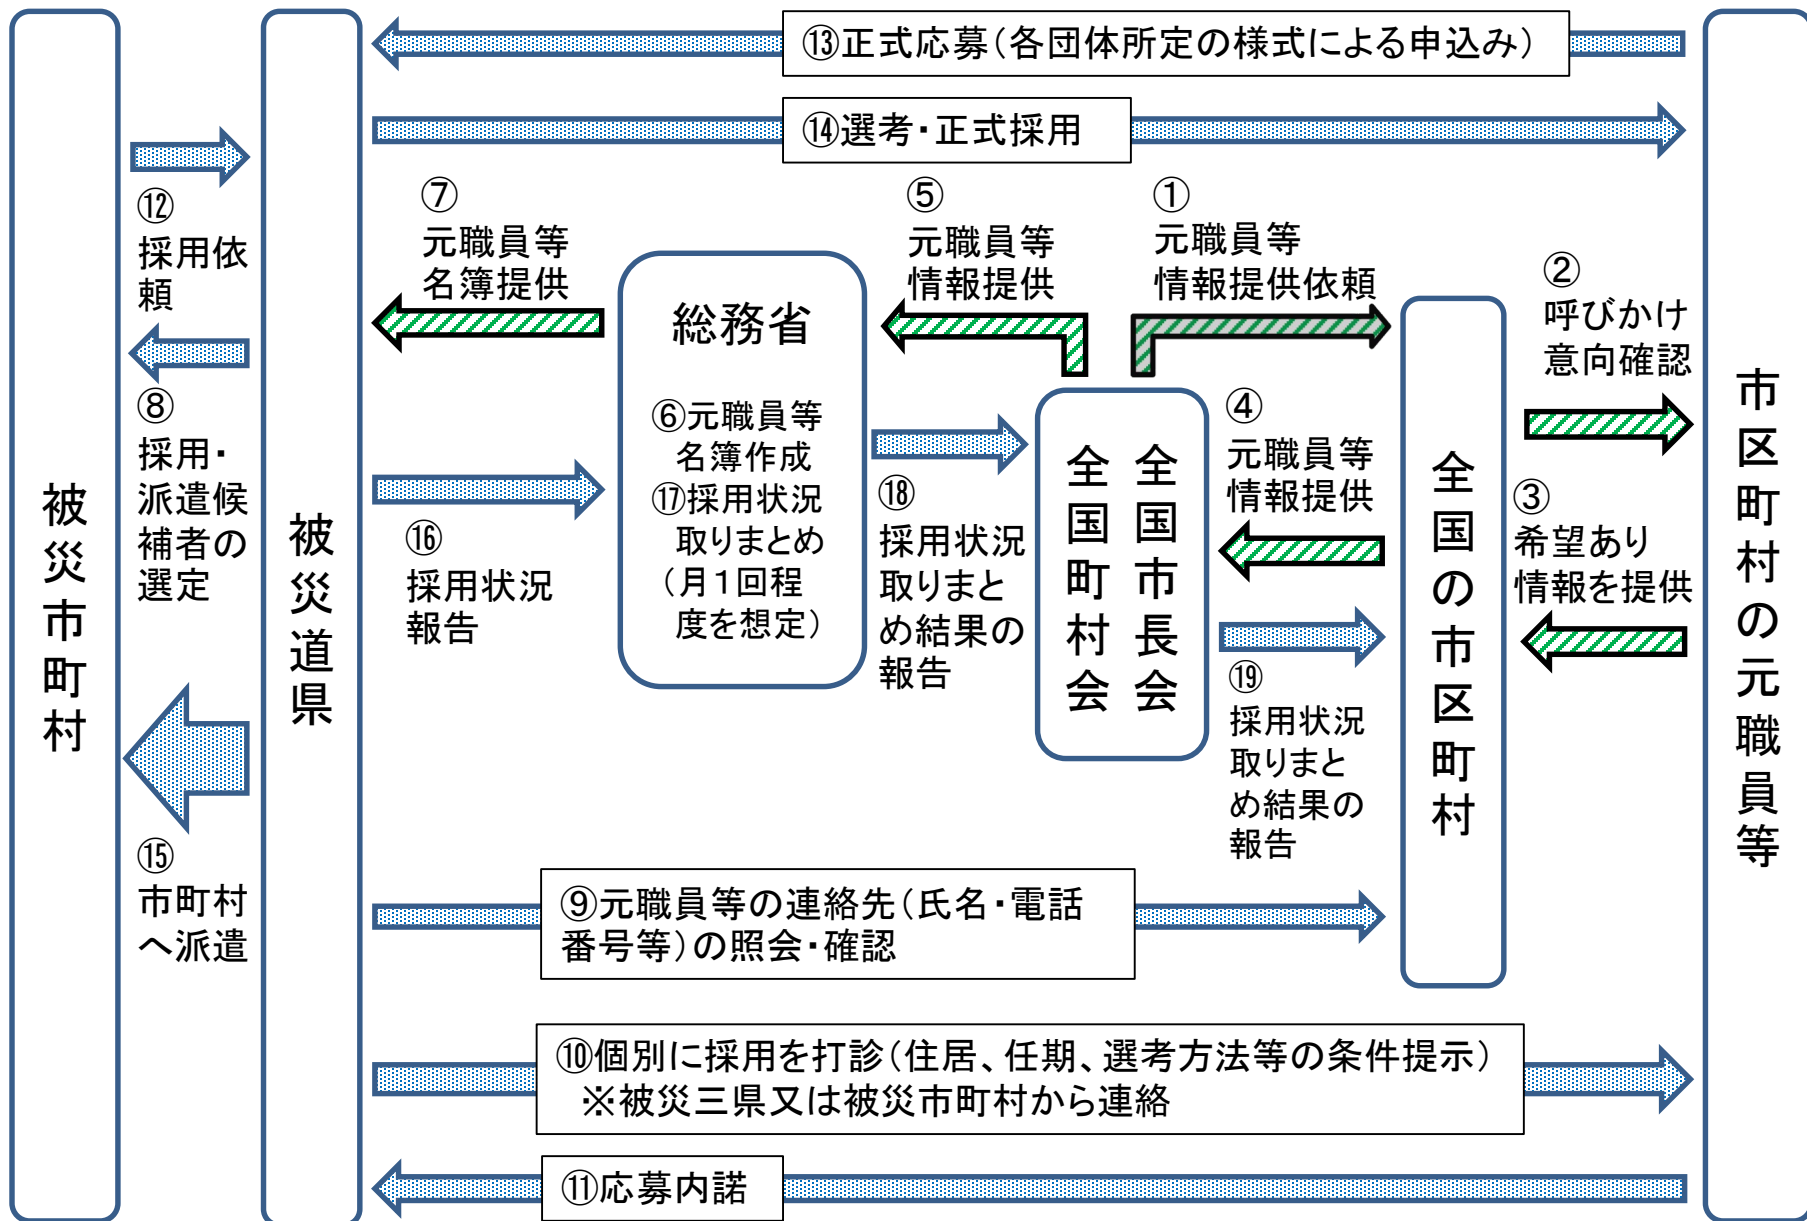 ⑬正式応募（各団体所定の様式による申込み）
⑭選考・正式採用
⑫
採用依
頼
⑧
採用・
派遣候
補者の
選定
⑮
市町村
へ派遣
被災市町村
被災道県
⑦
元職員等
名簿提供
⑯
採用状況
報告
総務省
⑥元職員等
名簿作成
⑰採用状況
取りまとめ
（月１回程
度を想定）
⑤
元職員等
情報提供
⑱
採用状況
取りまと
め結果の
報告
①
元職員等
情報提供依頼
全国市長会
全国町村会
④
元職員等
情報提供
⑲
採用状況
取りまと
め結果の
報告
全国の市区町村
②
呼びかけ
意向確認
③
希望あり
情報を提供
市区町村の元職員等
⑨元職員等の連絡先（氏名・電話
番号等）の照会・確認
⑩個別に採用を打診（住居、任期、選考方法等の条件提示）
※被災三県又は被災市町村から連絡
⑪応募内諾